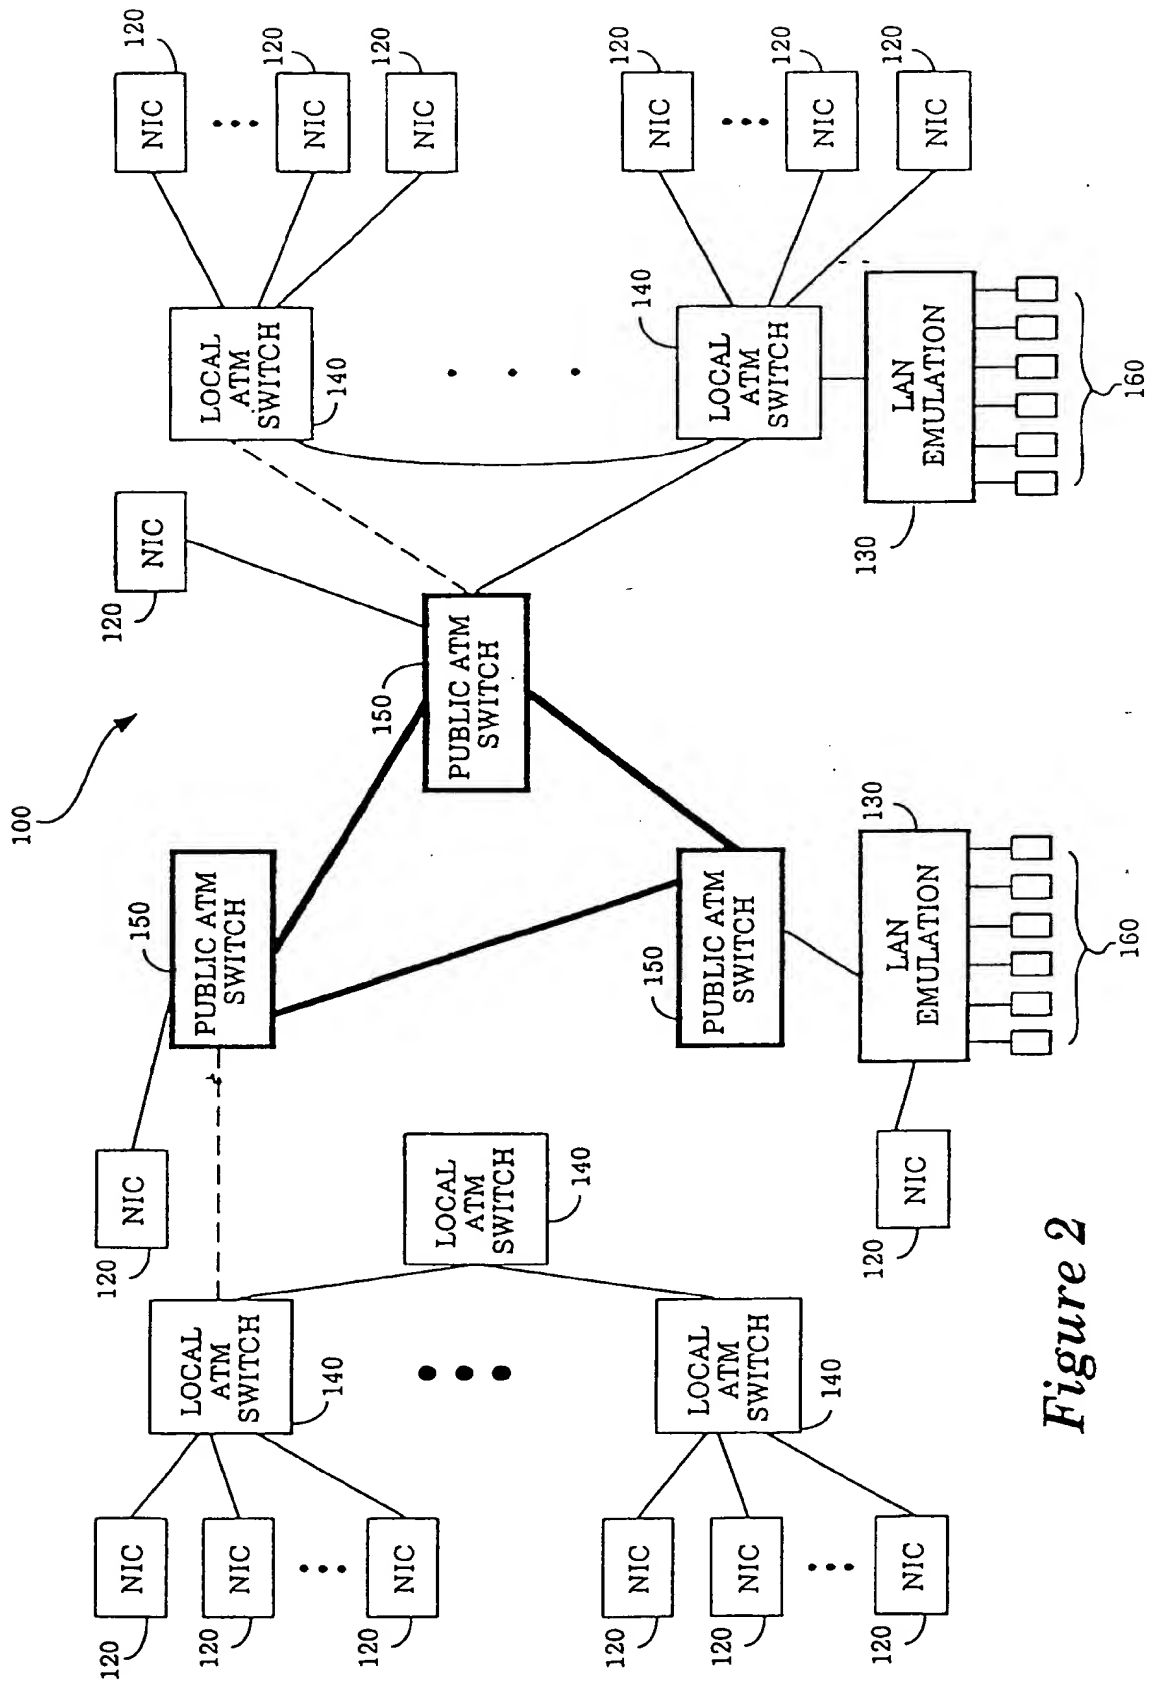 100
120
NIC
120
NIC
120
NIC
LOCAL
ATM
SWITCH
140
120
NIC
150
PUBLIC ATM
SWITCH
120
NIC
LOCAL
ATM
SWITCH
140
NIC
120
NIC
120
NIC
120
LOCAL
ATM
SWITCH
140
150
PUBLIC ATM
SWITCH
120
NIC
120
NIC
120
NIC
LOCAL
ATM
SWITCH
140
150
PUBLIC ATM
SWITCH
140
LOCAL
ATM
SWITCH
NIC
120
NIC
120
NIC
120
120
NIC
LAN
EMULATION
130
160
130
LAN
EMULATION
160
Figure 2